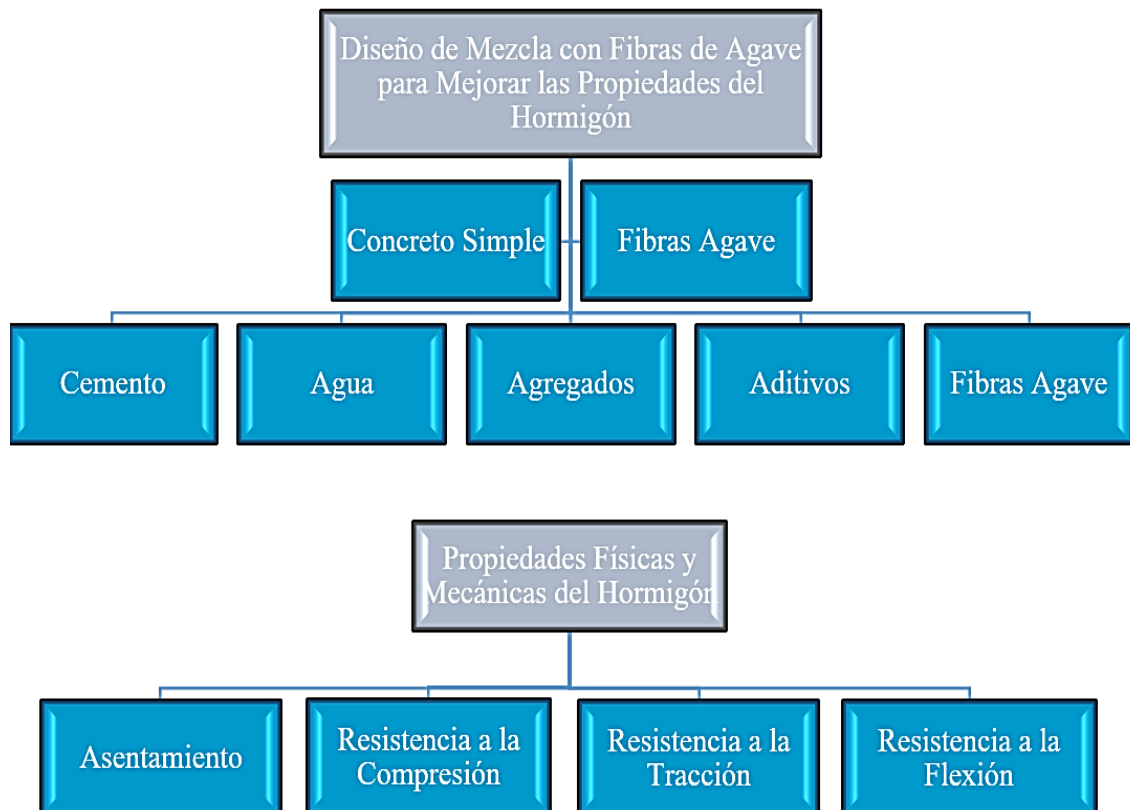 Diseño de Mezcla con Fibras de Agave
para Mejorar las Propiedades del
Hormigón
Concreto Simple
Fibras Agave
Cemento
Agua
Agregados
Aditivos
Fibras Agave
Propiedades Físicas y
Mecánicas del Hormigón
Asentamiento
Resistencia a la
Compresión
Resistencia a la
Tracción
Resistencia a la
Flexión